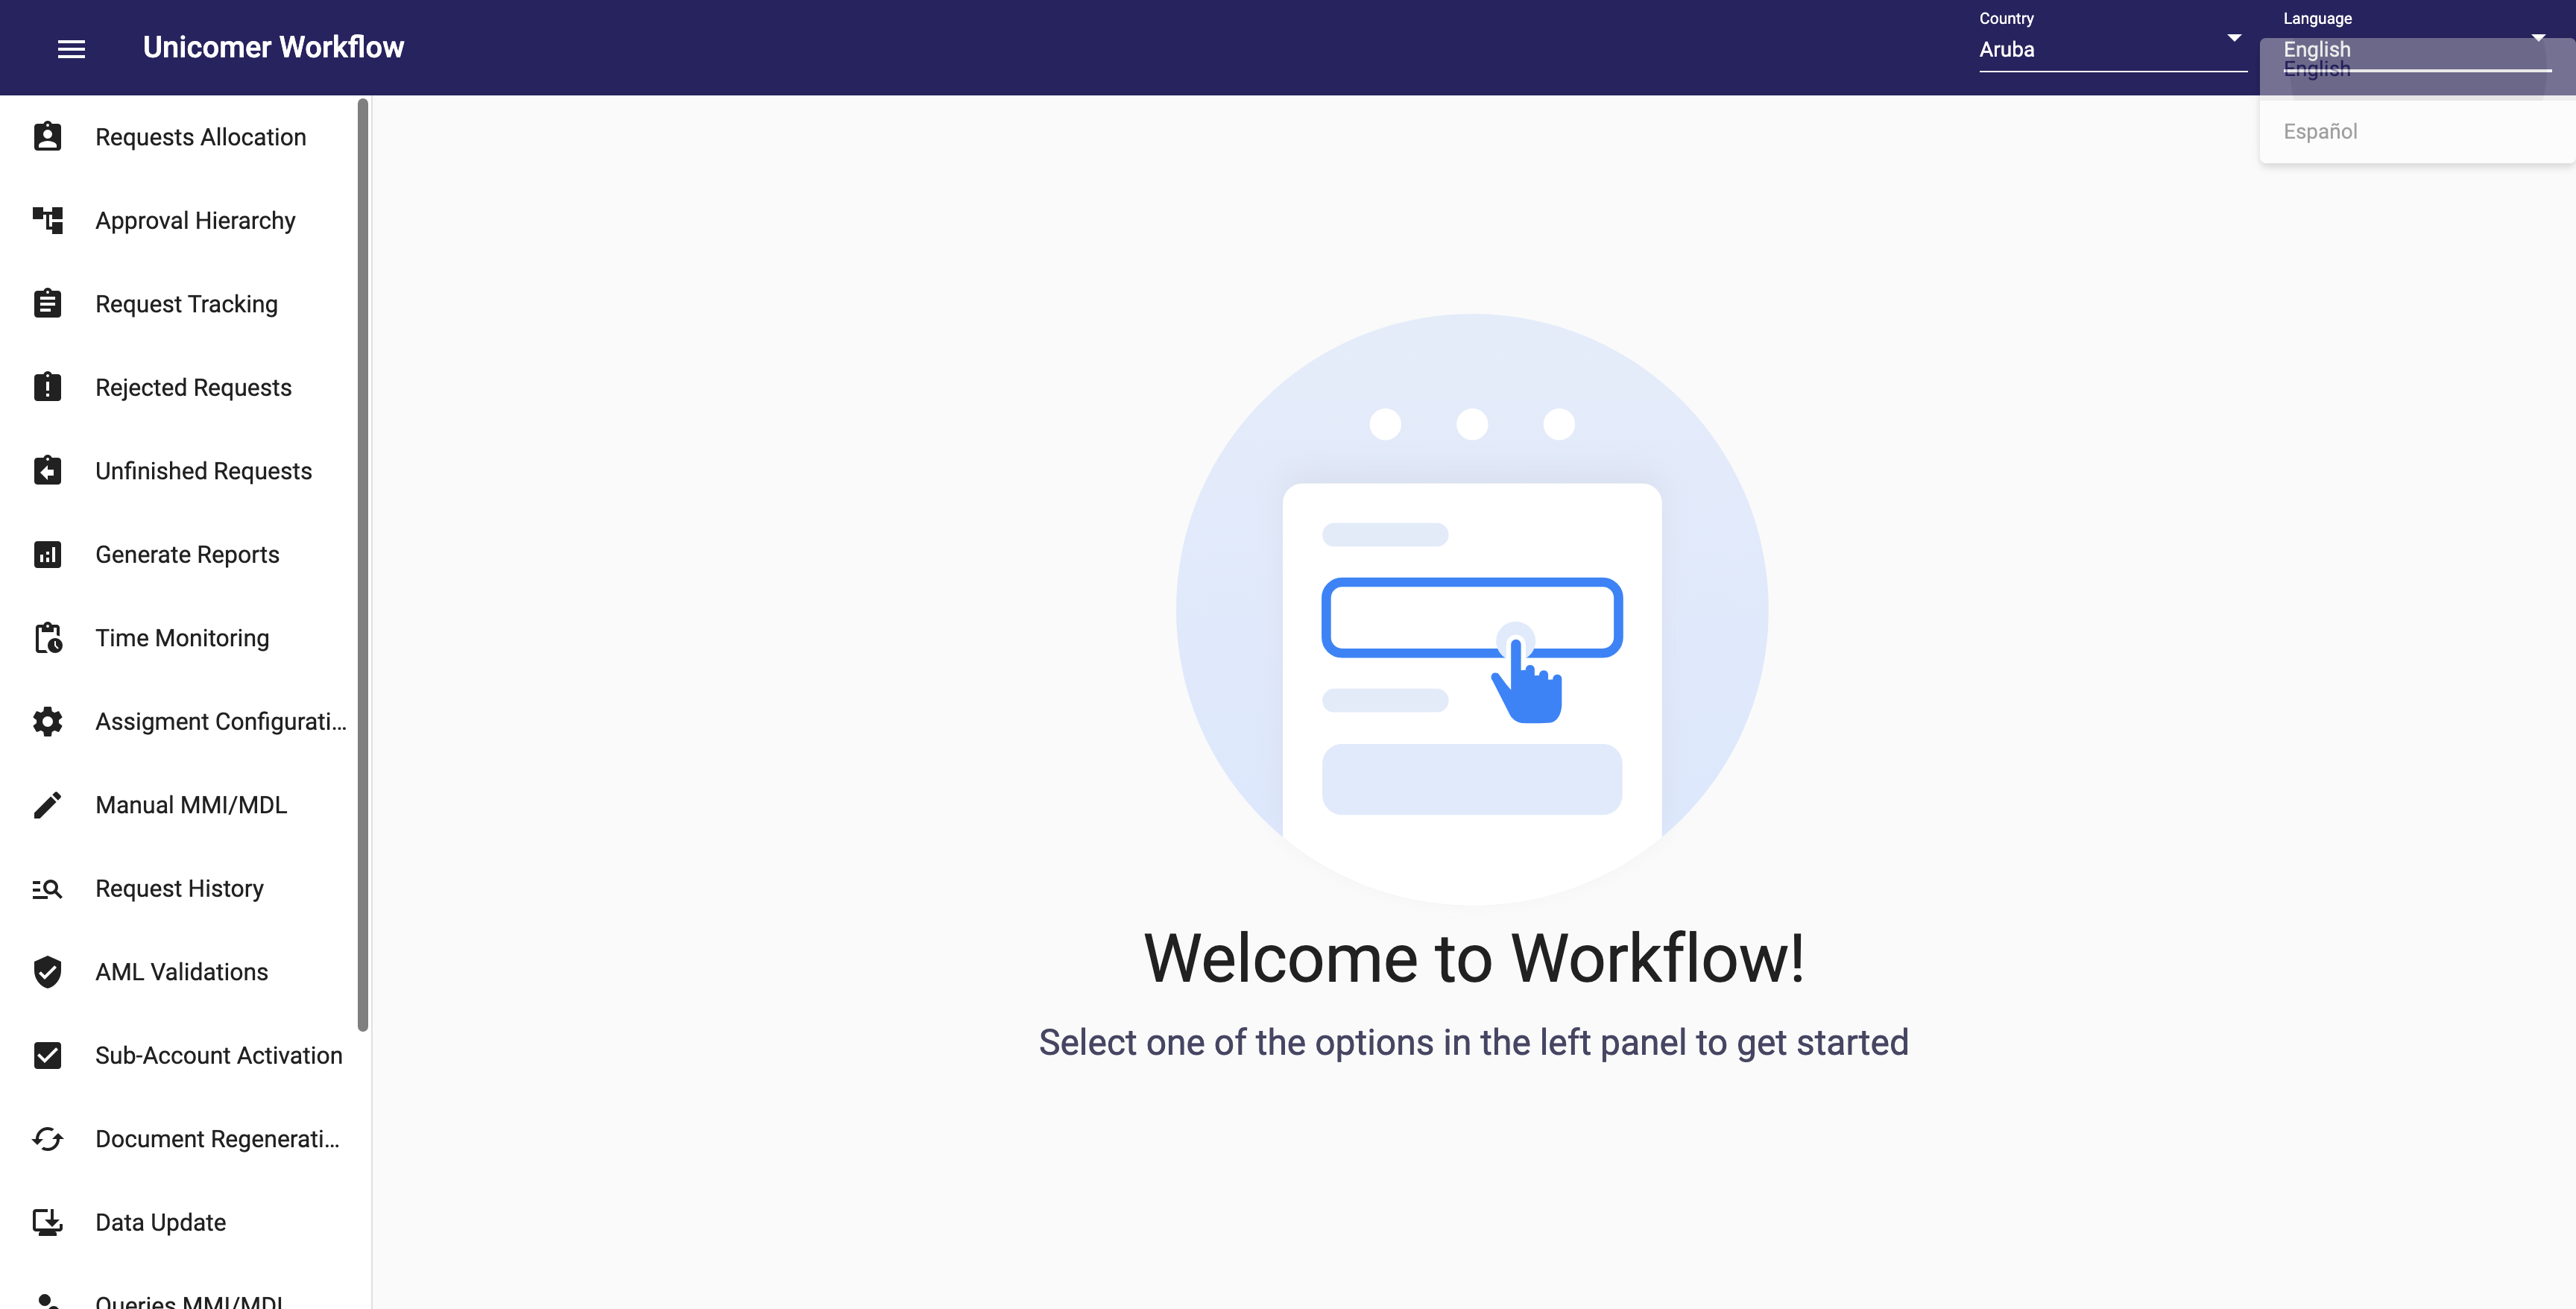 Unicomer Workflow
Country
Aruba
Language
English
English
Español
Requests Allocation
Approval Hierarchy
Request Tracking
Rejected Requests
Unfinished Requests
Generate Reports
Time Monitoring
Assigment Configurati...
Manual MMI/MDL
Request History
AML Validations
Sub-Account Activation
Document Regenerati...
Data Update
Queries MMI/MDL
Welcome to Workflow!
Select one of the options in the left panel to get started